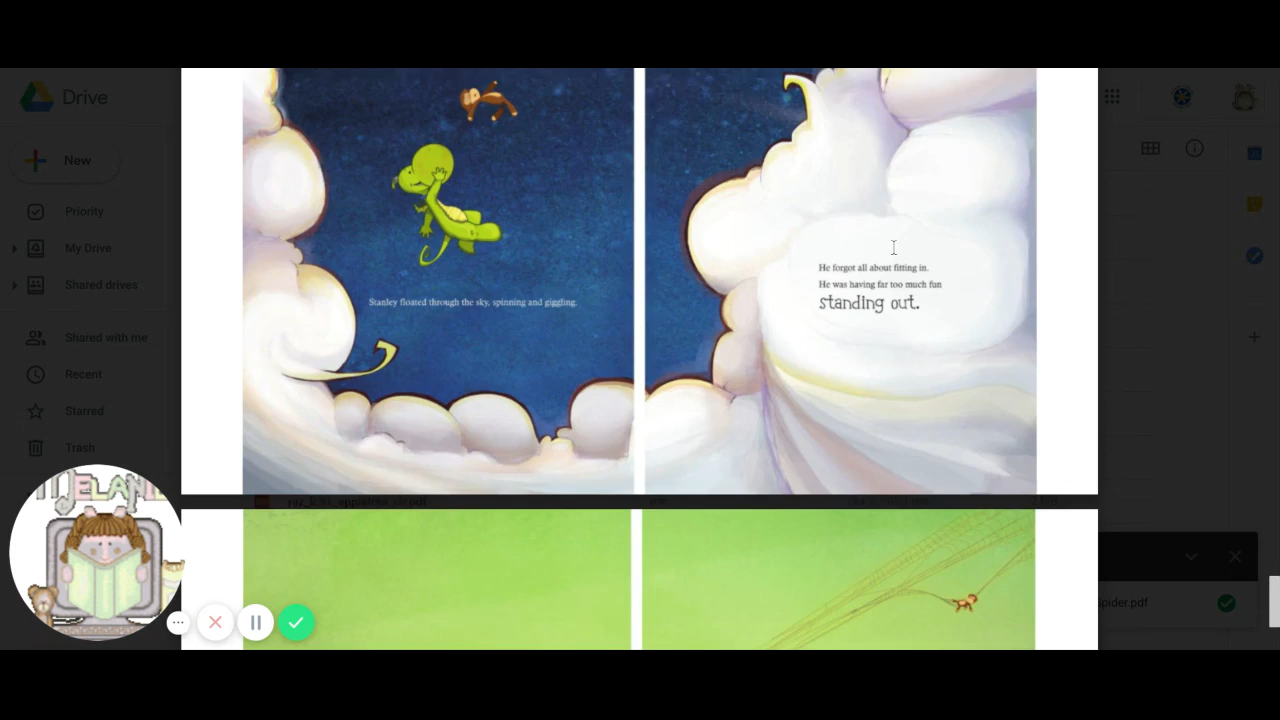 Drive
New
Priority
My Drive
Shared drives
Shared with me
Recent
Starred
Trash
Stanley floated through the sky, spinning and giggling.
He forgot all about fitting in.
He was having far too much fun
standing out.
Spider.pdf